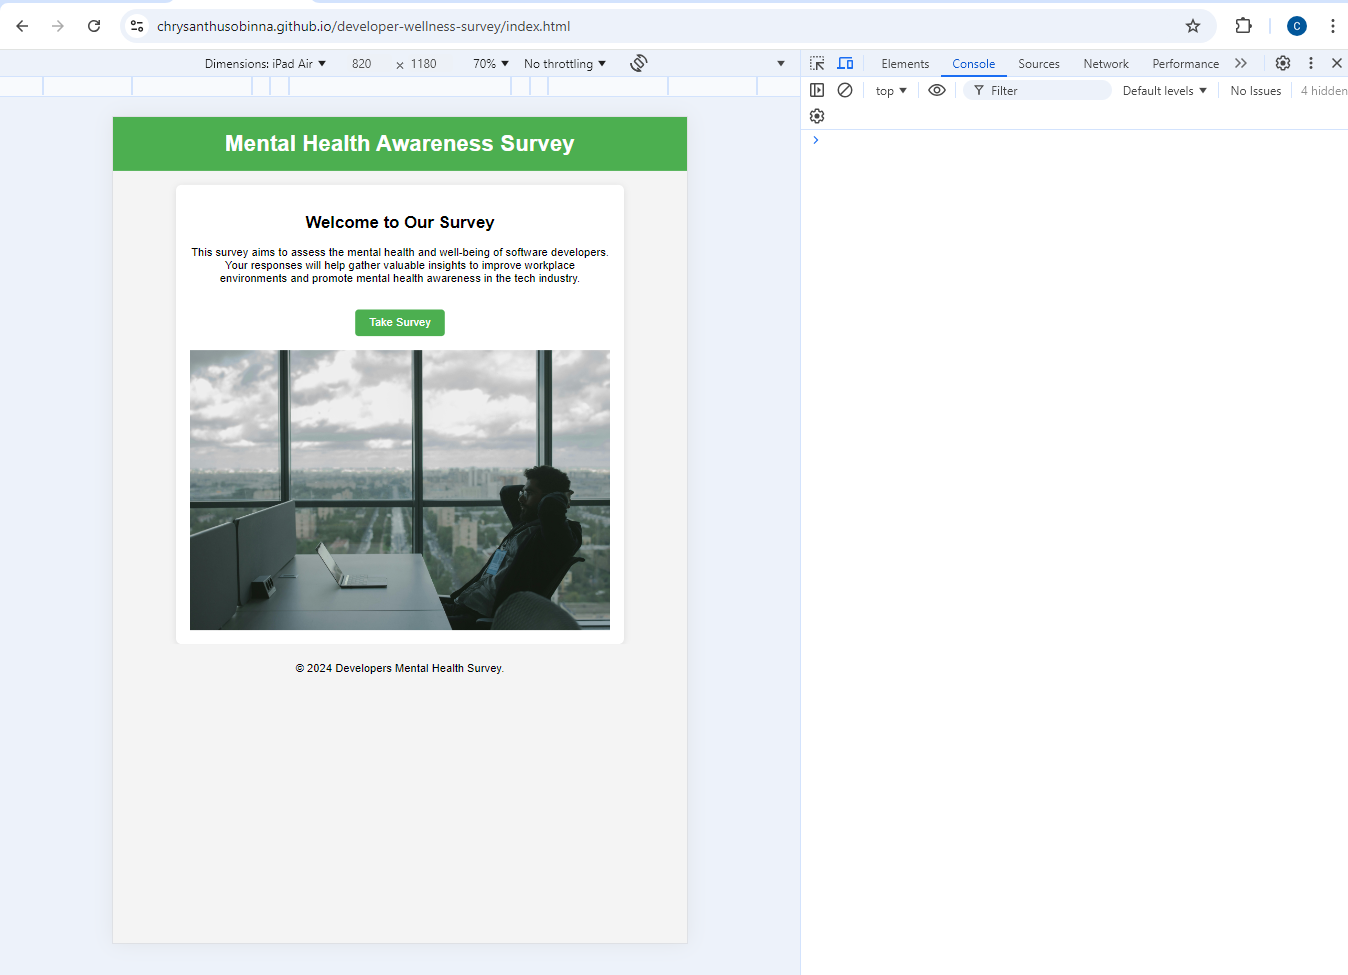 chrysanthusobinna.github.io/developer-wellness-survey/index.html
C
Dimensions: iPad Air 820 × 1180 70% No throttling
Elements Console Sources Network Performance
top Filter Default levels No Issues 4 hidden
Mental Health Awareness Survey
Welcome to Our Survey
This survey aims to assess the mental health and well-being of software developers.
Your responses will help gather valuable insights to improve workplace
environments and promote mental health awareness in the tech industry.
Take Survey
© 2024 Developers Mental Health Survey.